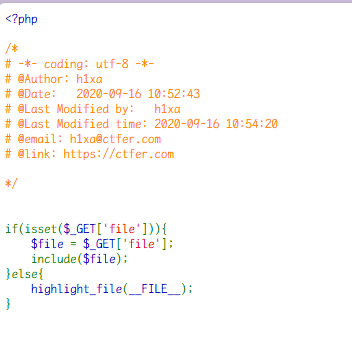 <?php
/*
# -*- coding: utf-8 -*-
# @Author: h1xa
# @Date:   2020-09-16 10:52:43
# @Last Modified by:   h1xa
# @Last Modified time: 2020-09-16 10:54:20
# @email: h1xa@ctfer.com
# @link: https://ctfer.com
*/
if(isset($_GET['file'])){
    $file = $_GET['file'];
    include($file);
}else{
    highlight_file(__FILE__);
}